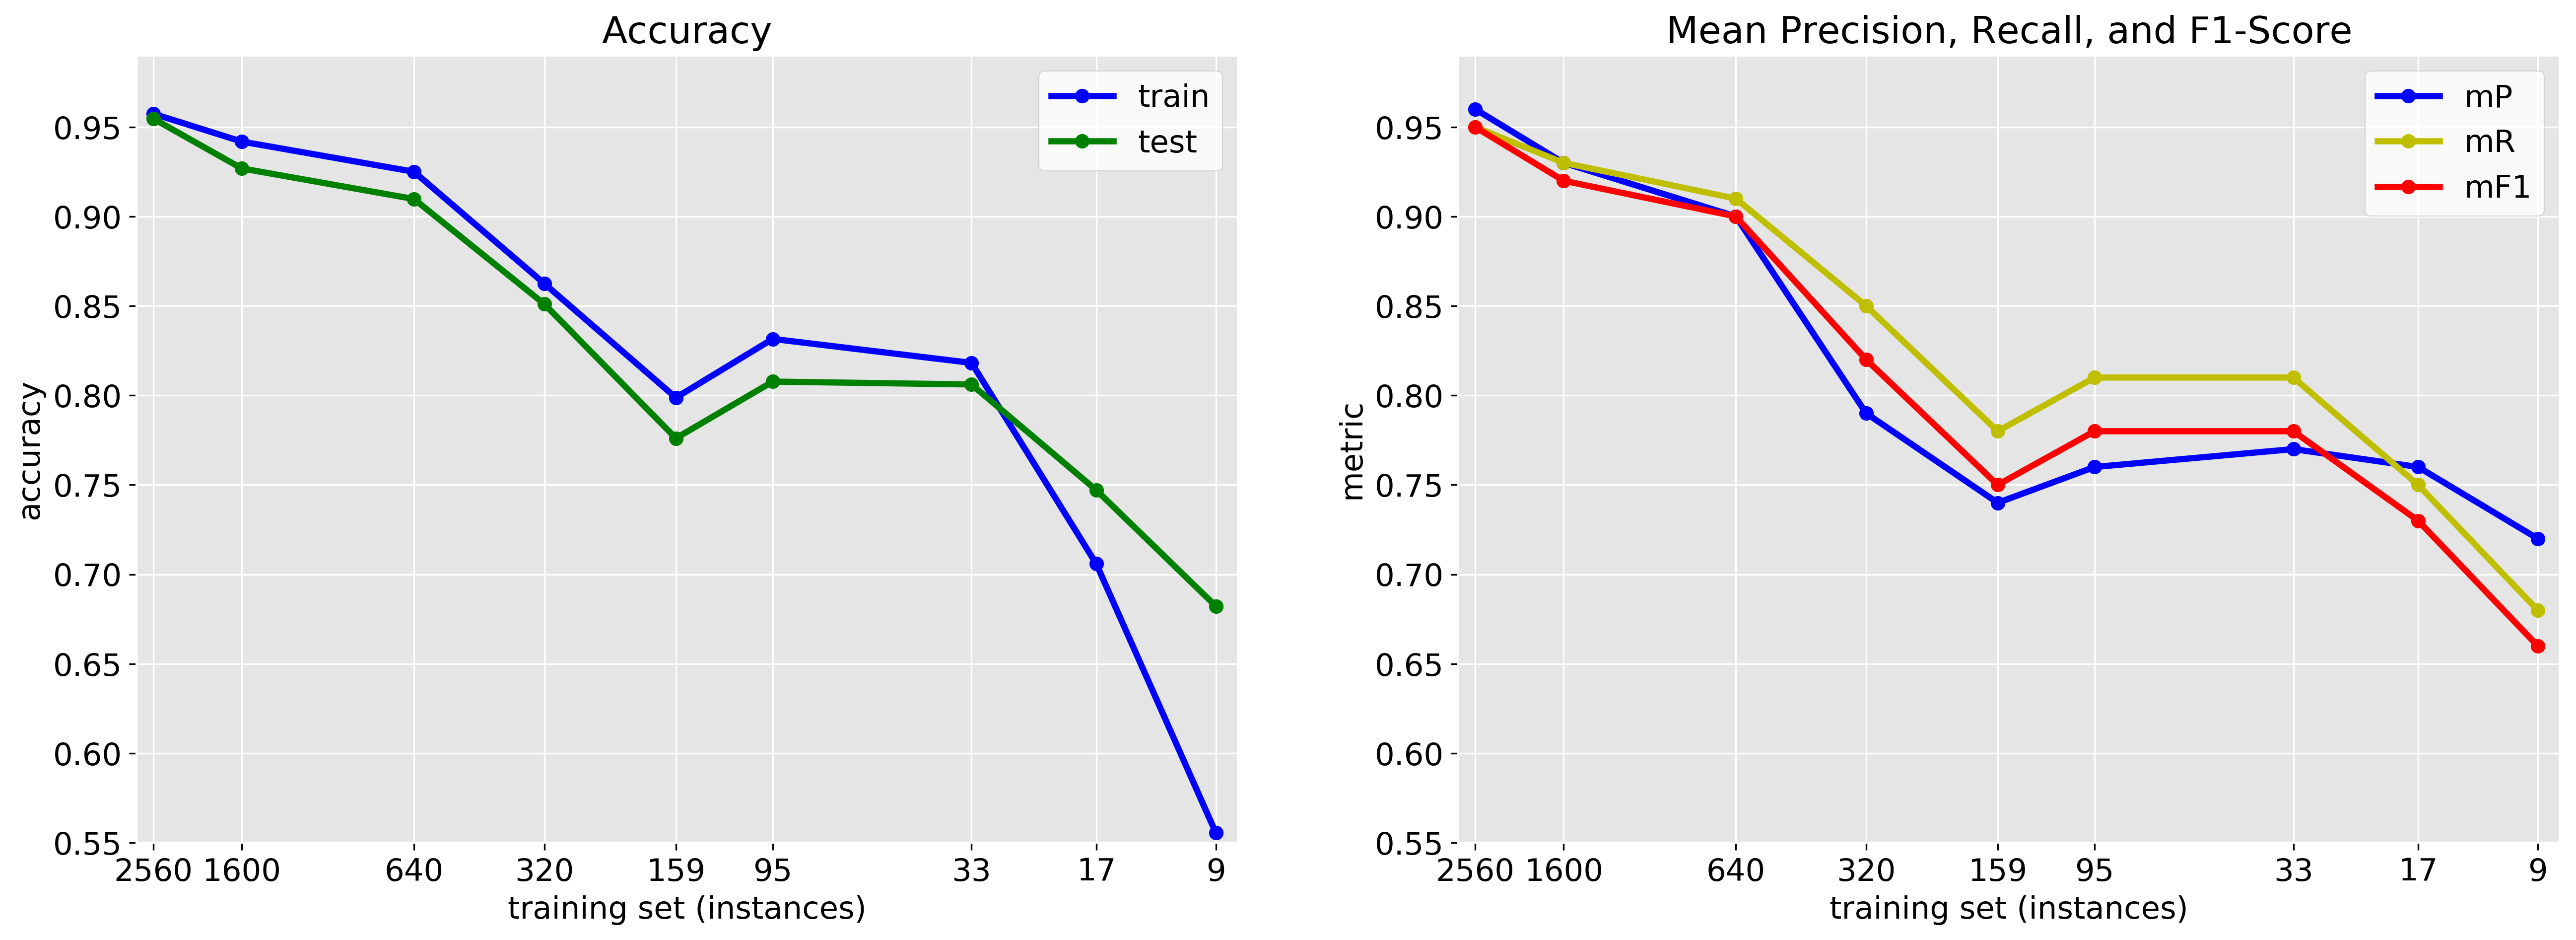 Accuracy
train
test
0.95
0.90
0.85
0.80
0.75
0.70
0.65
0.60
0.55
accuracy
2560 1600 640 320 159 95 33 17 9
training set (instances)
Mean Precision, Recall, and F1-Score
mP
mR
mF1
0.95
0.90
0.85
0.80
0.75
0.70
0.65
0.60
0.55
metric
2560 1600 640 320 159 95 33 17 9
training set (instances)